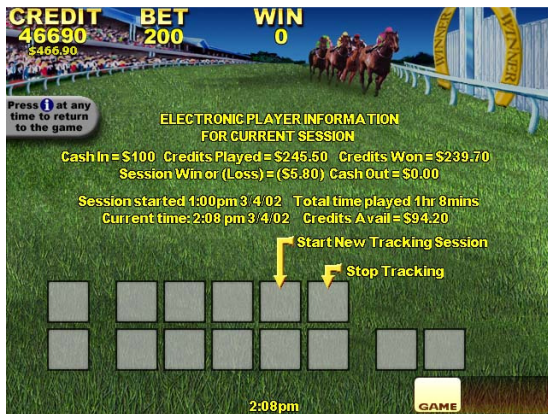 CREDIT BET WIN
46690 200 0
$466.90
WINNER
WINNER
Press i at any
time to return
to the game
ELECTRONIC PLAYER INFORMATION
FOR CURRENT SESSION
Cash In = $100 Credits Played = $245.50 Credits Won = $239.70
Session Win or (Loss) = ($5.80) Cash Out = $0.00
Session started 1:00pm 3/4/02 Total time played 1hr 8mins
Current time: 2:08 pm 3/4/02 Credits Avail = $94.20
Start New Tracking Session
Stop Tracking
2:08pm
GAME